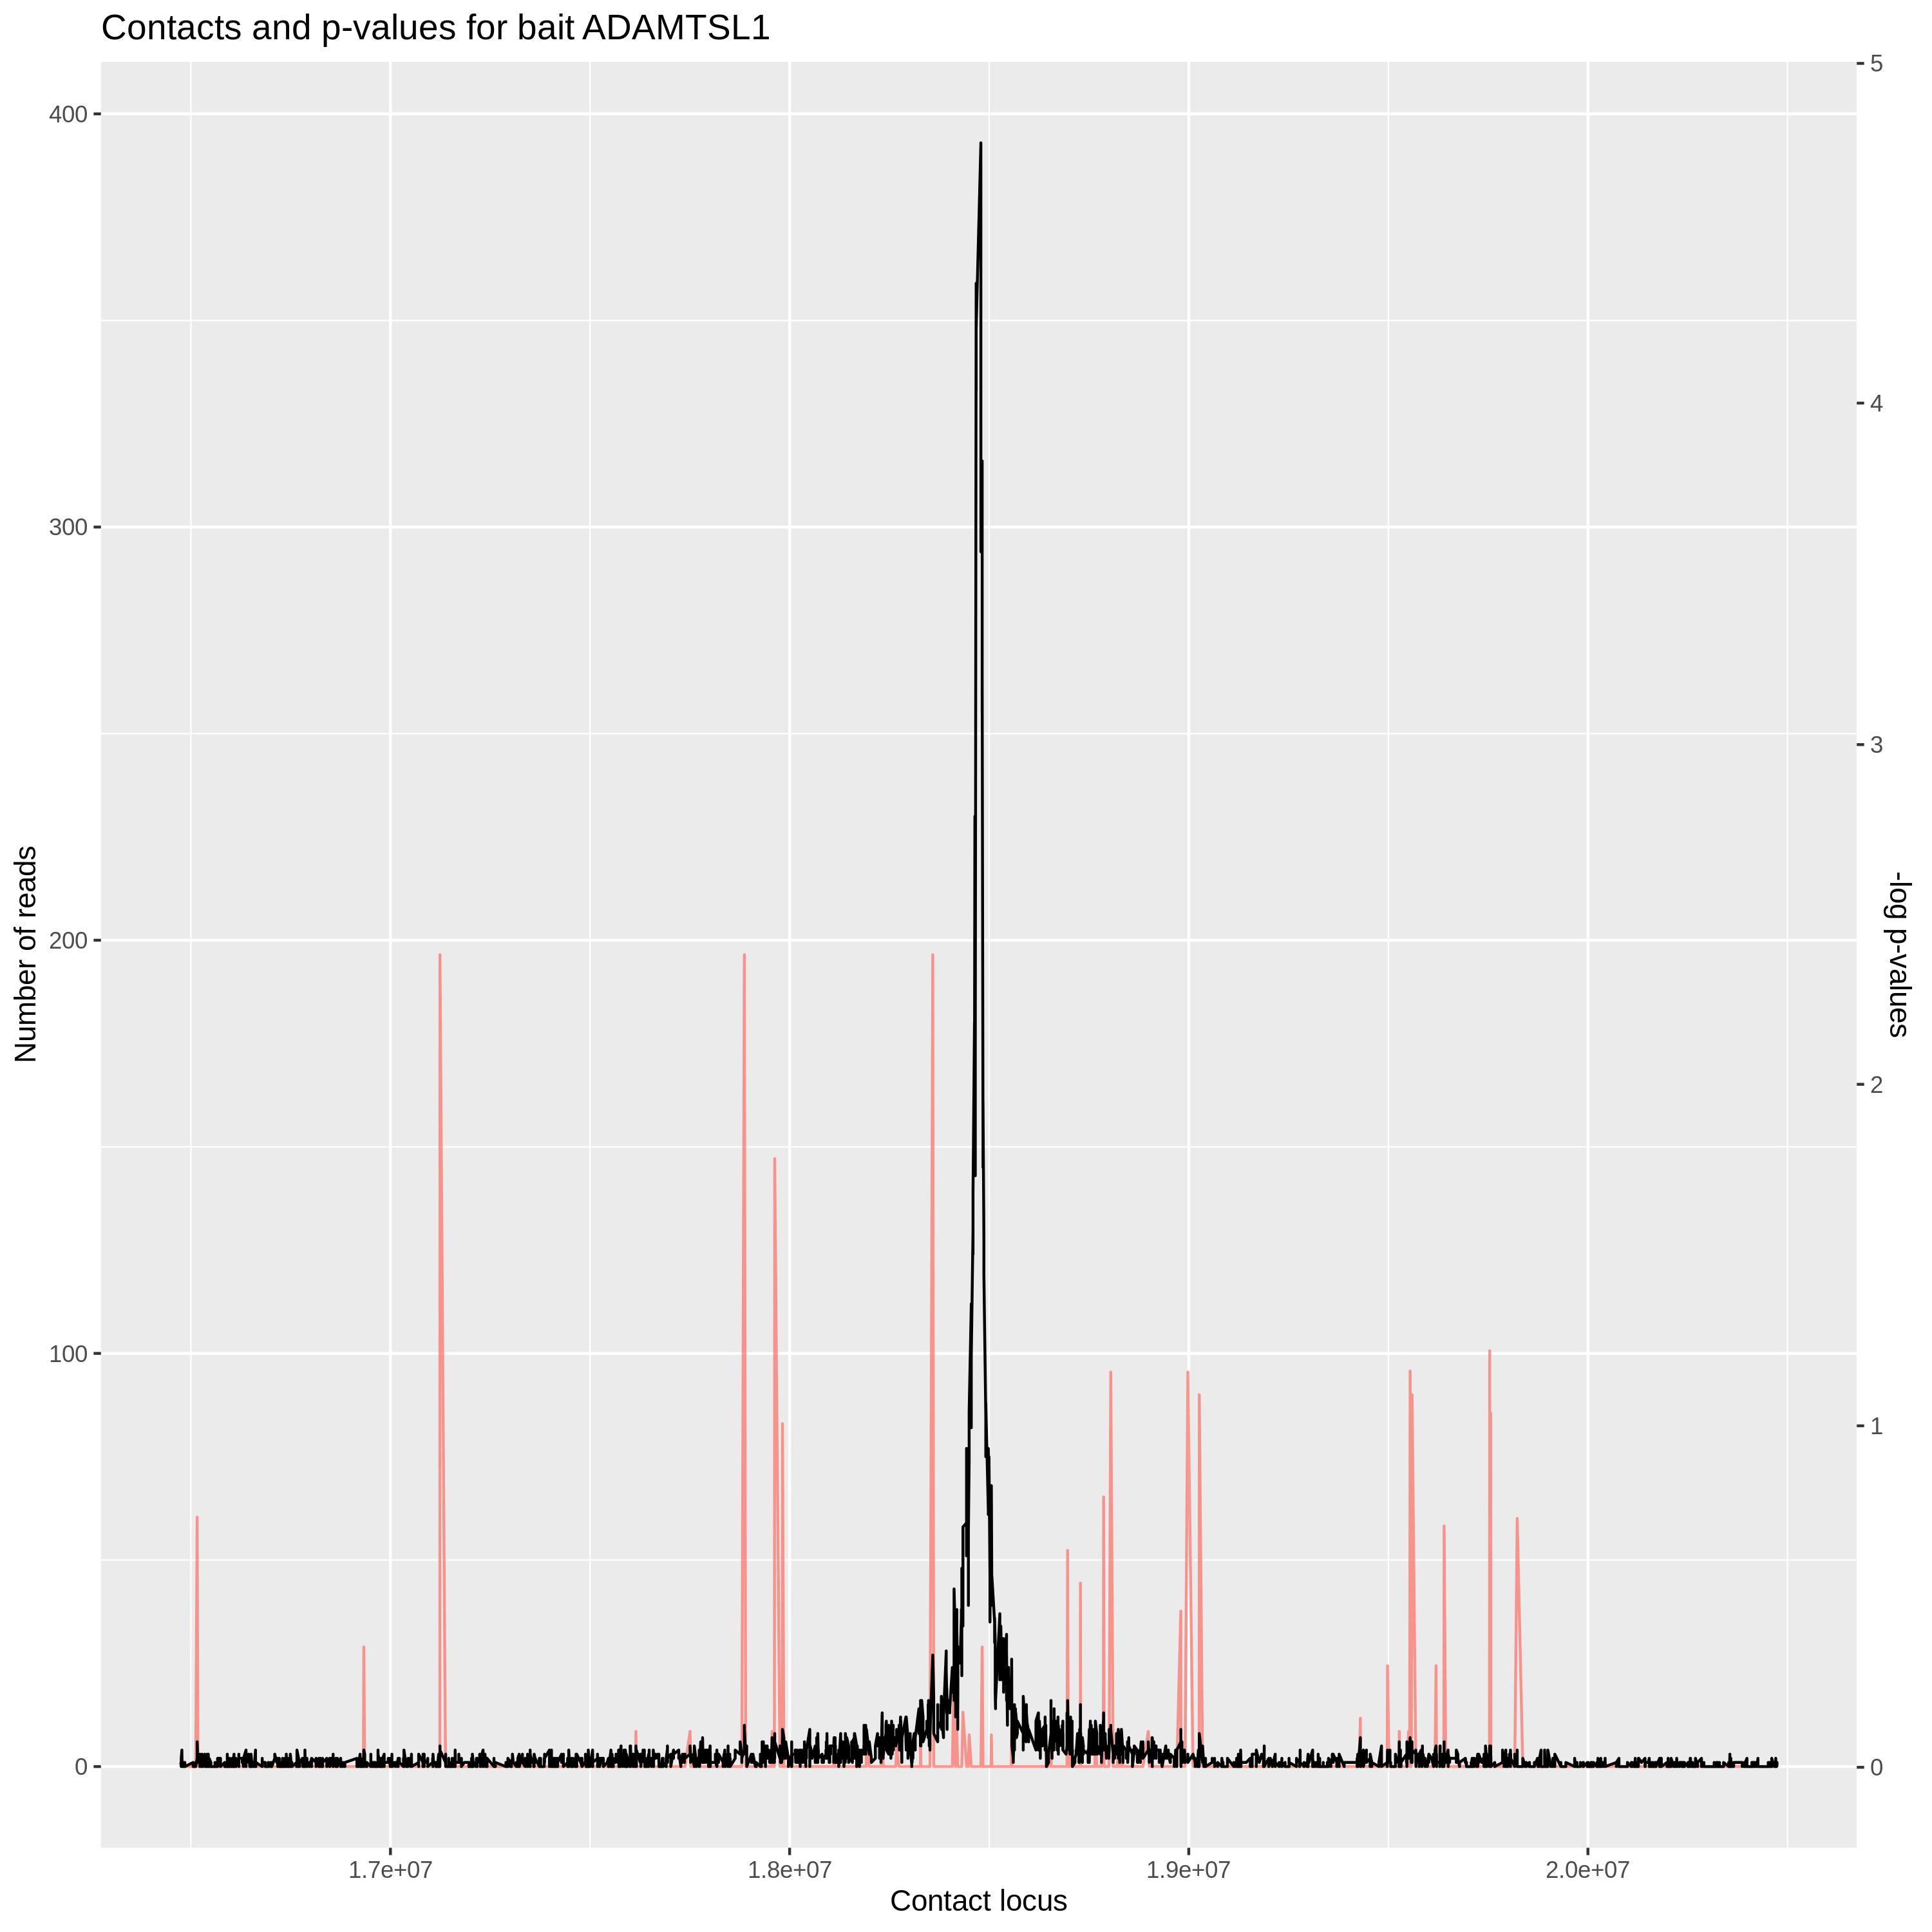 Contacts and p-values for bait ADAMTSL1
400
300
200
100
0
Number of reads
5
4
3
2
1
0
-log p-values
1.7e+07
1.8e+07
1.9e+07
2.0e+07
Contact locus